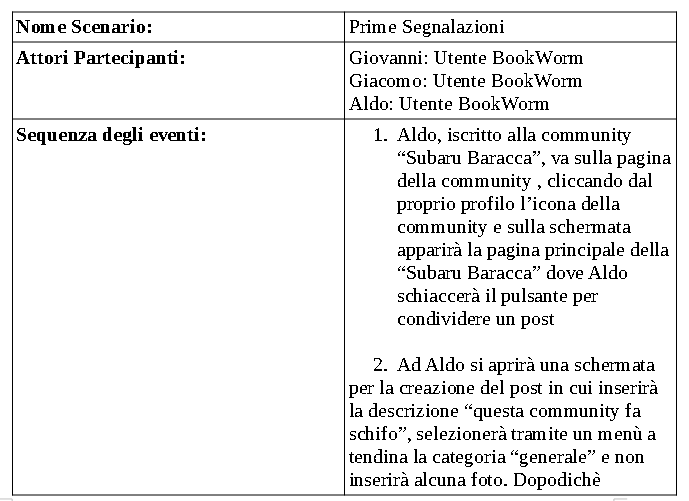 Nome Scenario:
Prime Segnalazioni
Attori Partecipanti:
Giovanni: Utente BookWorm
Giacomo: Utente BookWorm
Aldo: Utente BookWorm
Sequenza degli eventi:
1. Aldo, iscritto alla community
“Subaru Baracca”, va sulla pagina
della community , cliccando dal
proprio profilo l’icona della
community e sulla schermata
apparirà la pagina principale della
“Subaru Baracca” dove Aldo
schiaccerà il pulsante per
condividere un post
2. Ad Aldo si aprirà una schermata
per la creazione del post in cui inserirà
la descrizione “questa community fa
schifo”, selezionerà tramite un menù a
tendina la categoria “generale” e non
inserirà alcuna foto. Dopodichè